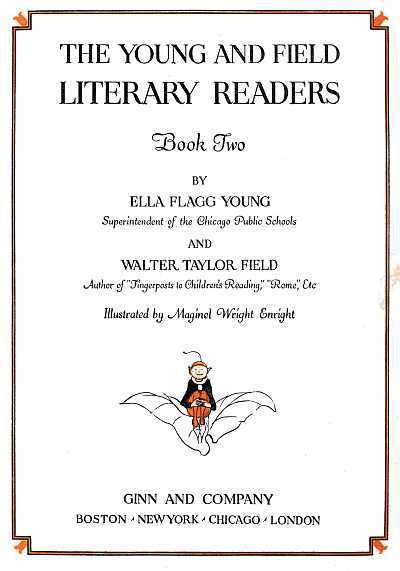 THE YOUNG AND FIELD
LITERARY READERS
Book Two
BY
ELLA FLAGG YOUNG
Superintendent of the Chicago Public Schools
AND
WALTER TAYLOR FIELD
Author of "Fingerposts to Children's Reading," "Rome," Etc
Illustrated by Maginel Wright Enright
GINN AND COMPANY
BOSTON · NEW YORK · CHICAGO · LONDON